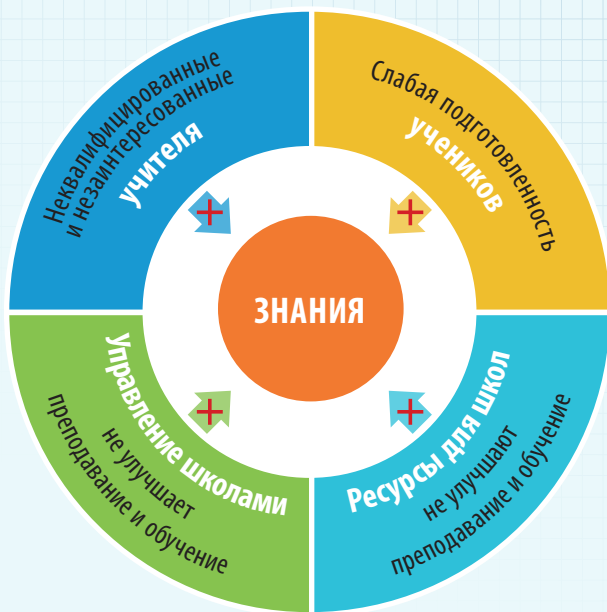 Неквалифицированные
и незаинтересованные
учителя
Слабая подготовленность
учеников
+
+
ЗНАНИЯ
+
+
Управление школами
не улучшает
преподавание и обучение
Ресурсы для школ
не улучшают
преподавание и обучение